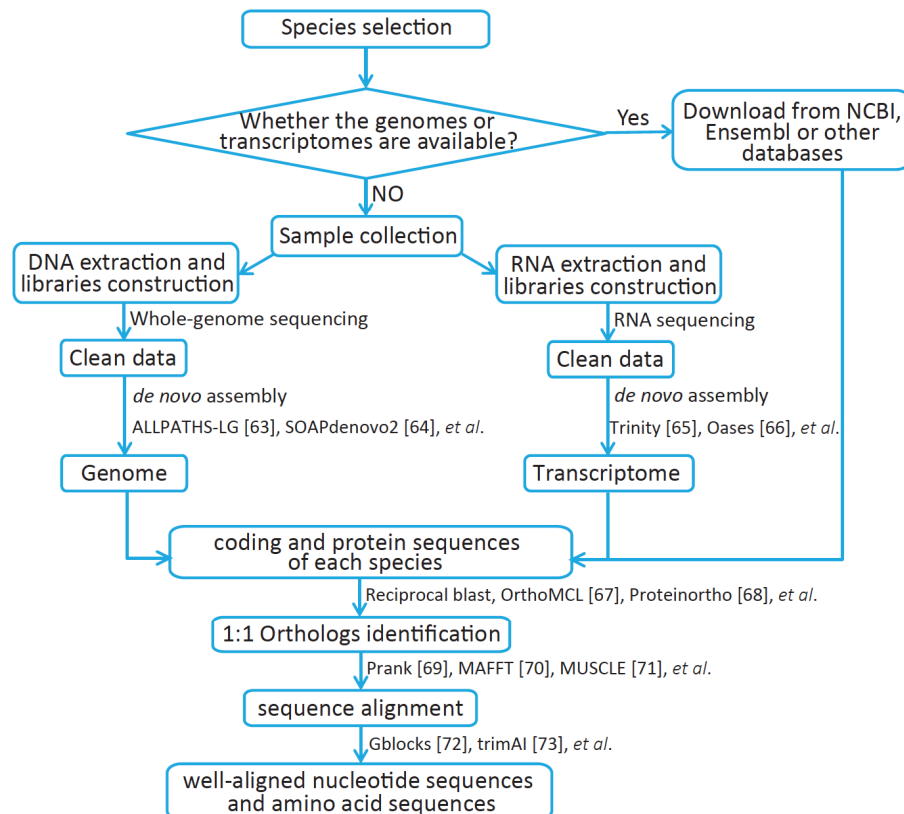 Species selection
Whether the genomes or
transcriptomes are available?
Yes
Download from NCBI,
Ensembl or other
databases
NO
Sample collection
DNA extraction and
libraries construction
RNA extraction and
libraries construction
Whole-genome sequencing
RNA sequencing
Clean data
Clean data
de novo assembly
de novo assembly
ALLPATHS-LG [63], SOAPdenovo2 [64], et al.
Trinity [65], Oases [66], et al.
Genome
Transcriptome
coding and protein sequences
of each species
Reciprocal blast, OrthoMCL [67], Proteinortho [68], et al.
1:1 Orthologs identification
Prank [69], MAFFT [70], MUSCLE [71], et al.
sequence alignment
Gblocks [72], trimAI [73], et al.
well-aligned nucleotide sequences
and amino acid sequences